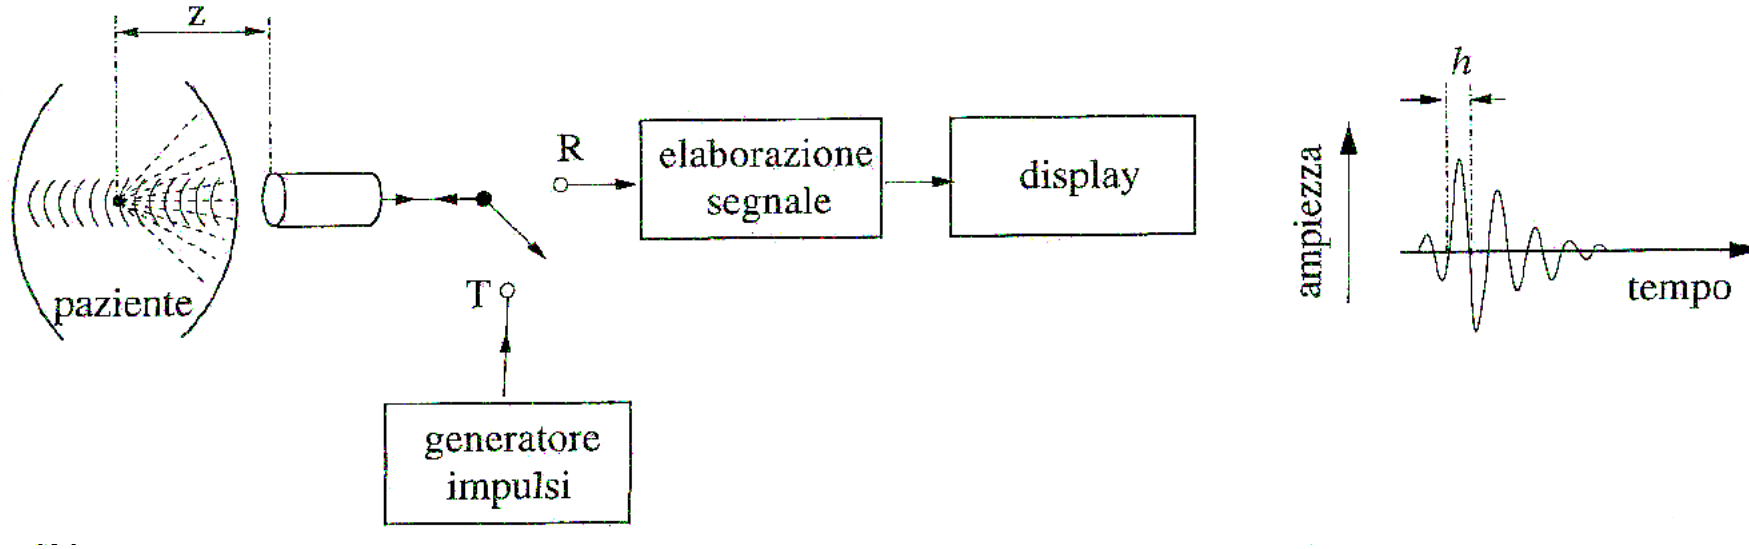 z
h
R
elaborazione
segnale
display
ampiezza
T
paziente
tempo
generatore
impulsi